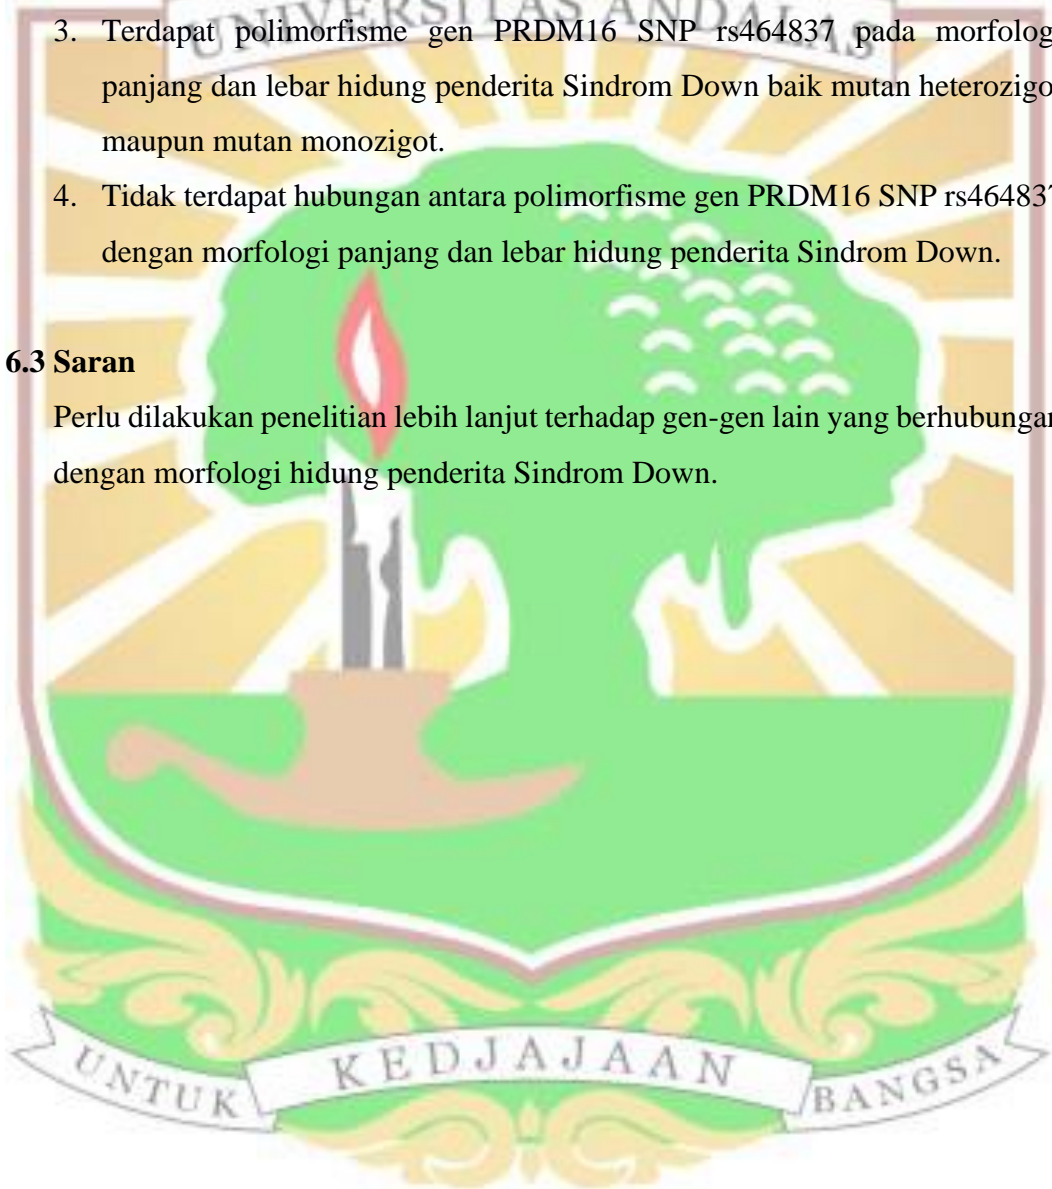 UNIVERSITAS ANDALAS
3. Terdapat polimorfisme gen PRDM16 SNP rs464837 pada morfolog
panjang dan lebar hidung penderita Sindrom Down baik mutan heterozigo
maupun mutan monozigot.
4. Tidak terdapat hubungan antara polimorfisme gen PRDM16 SNP rs464837
dengan morfologi panjang dan lebar hidung penderita Sindrom Down.
6.3 Saran
Perlu dilakukan penelitian lebih lanjut terhadap gen-gen lain yang berhubungan
dengan morfologi hidung penderita Sindrom Down.
UNTUK KEDJAJAAN BANGSA